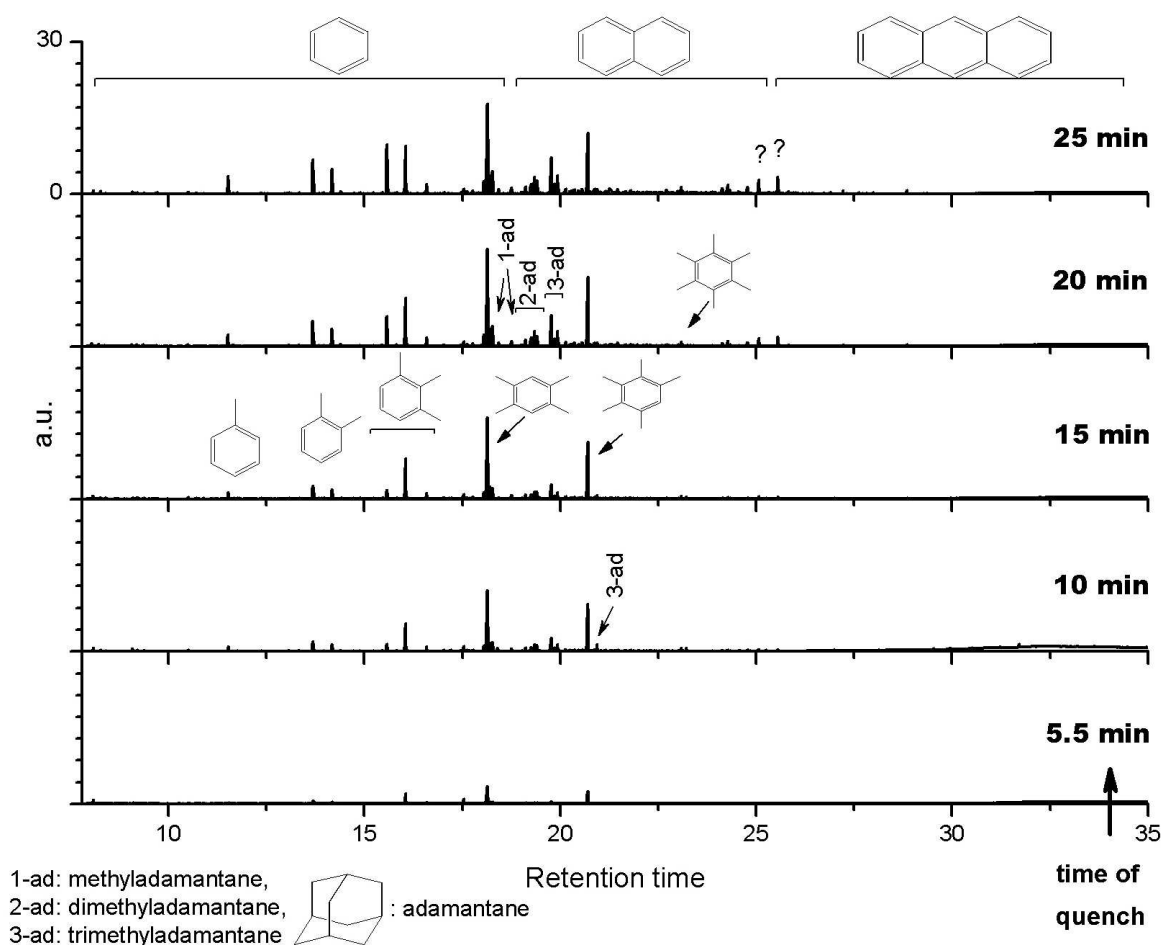 30
0
a.u.
25 min
? ?
20 min
1-ad
]2-ad
]3-ad
15 min
10 min
3-ad
5.5 min
10 15 20 25 30 35
Retention time
time of
quench
1-ad: methyladamantane,
2-ad: dimethyladamantane,
3-ad: trimethyladamantane
: adamantane